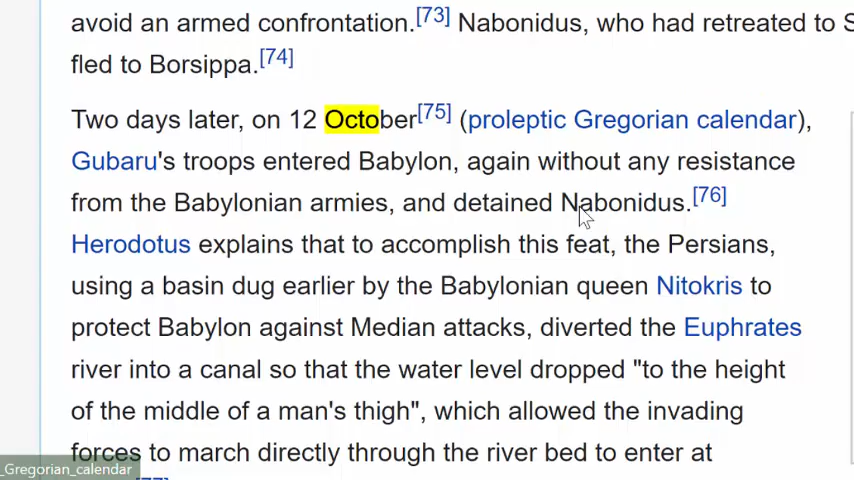 avoid an armed confrontation.[73] Nabonidus, who had retreated to S
fled to Borsippa.[74]
Two days later, on 12 October[75] (proleptic Gregorian calendar),
Gubaru's troops entered Babylon, again without any resistance
from the Babylonian armies, and detained Nabonidus.[76]
Herodotus explains that to accomplish this feat, the Persians,
using a basin dug earlier by the Babylonian queen Nitokris to
protect Babylon against Median attacks, diverted the Euphrates
river into a canal so that the water level dropped "to the height
of the middle of a man's thigh", which allowed the invading
forces to march directly through the river bed to enter at
_Gregorian_calendar